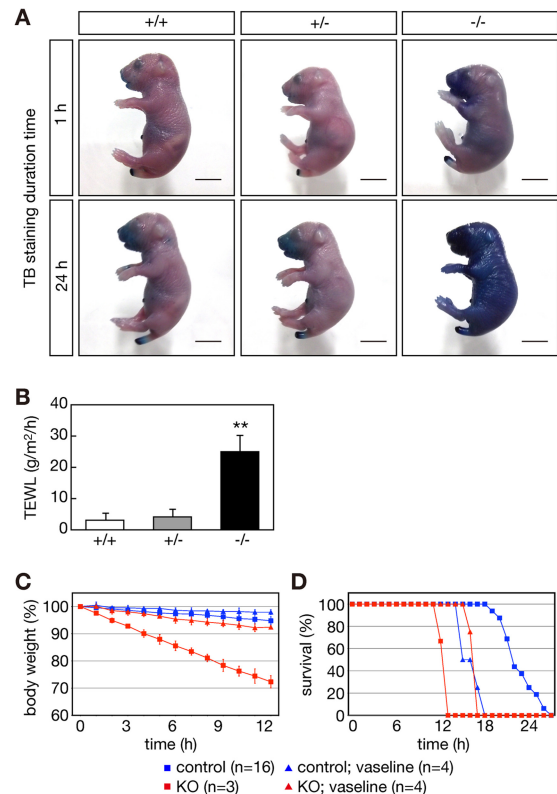 A
+/+ +/- -/-
TB staining duration time
1 h
24 h
B
TEWL (g/m²/h)
40
30
20
10
0
**
+/+ +/- -/-
C
body weight (%)
100
90
80
70
60
0 3 6 9 12
time (h)
D
survival (%)
100
80
60
40
20
0
0 6 12 18 24
time (h)
control (n=16) control; vaseline (n=4)
KO (n=3) KO; vaseline (n=4)